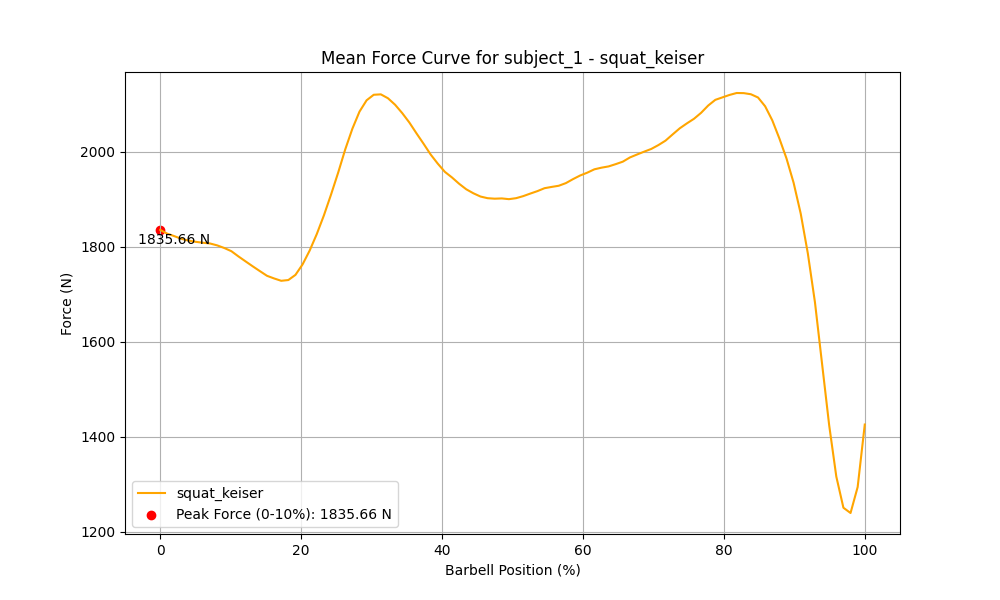 Mean Force Curve for subject_1 - squat_keiser
Force (N)
2000
1800
1600
1400
1200
1835.66 N
squat_keiser
Peak Force (0-10%): 1835.66 N
0 20 40 60 80 100
Barbell Position (%)